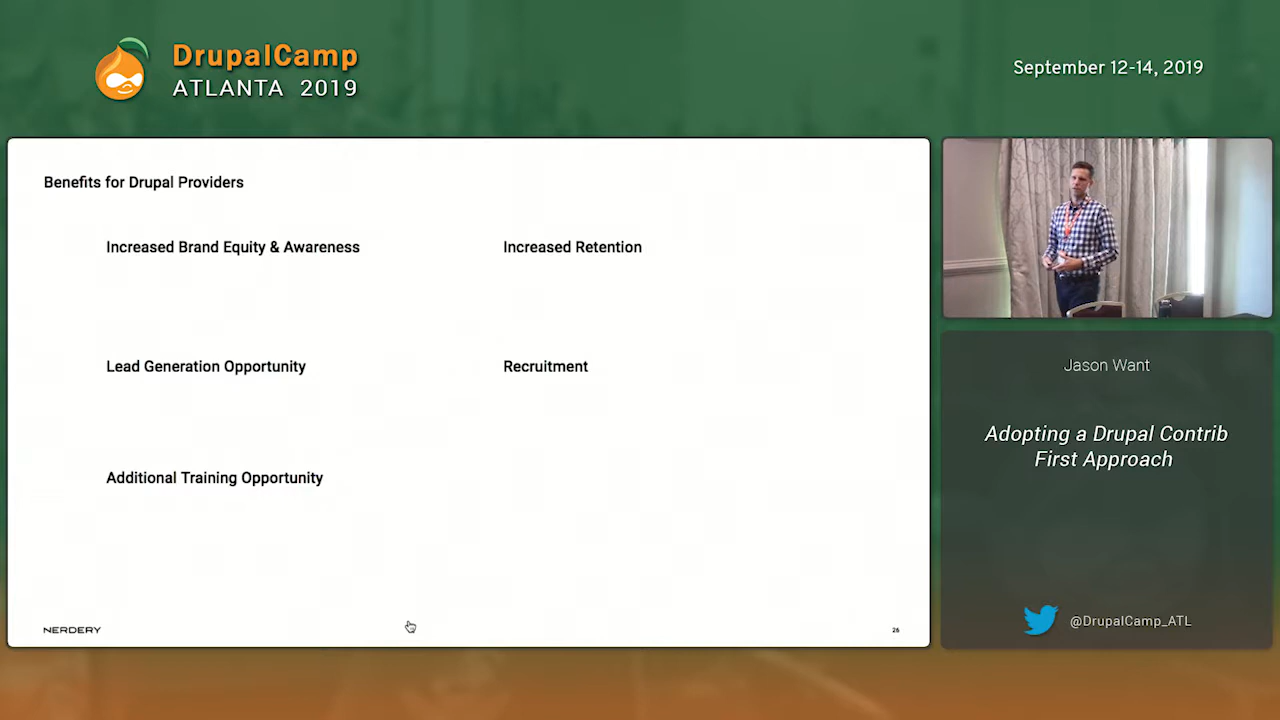 DrupalCamp
ATLANTA 2019
September 12-14, 2019
Benefits for Drupal Providers
Increased Brand Equity & Awareness
Increased Retention
Lead Generation Opportunity
Recruitment
Additional Training Opportunity
NERDERY
26
Jason Want
Adopting a Drupal Contrib
First Approach
@DrupalCamp_ATL